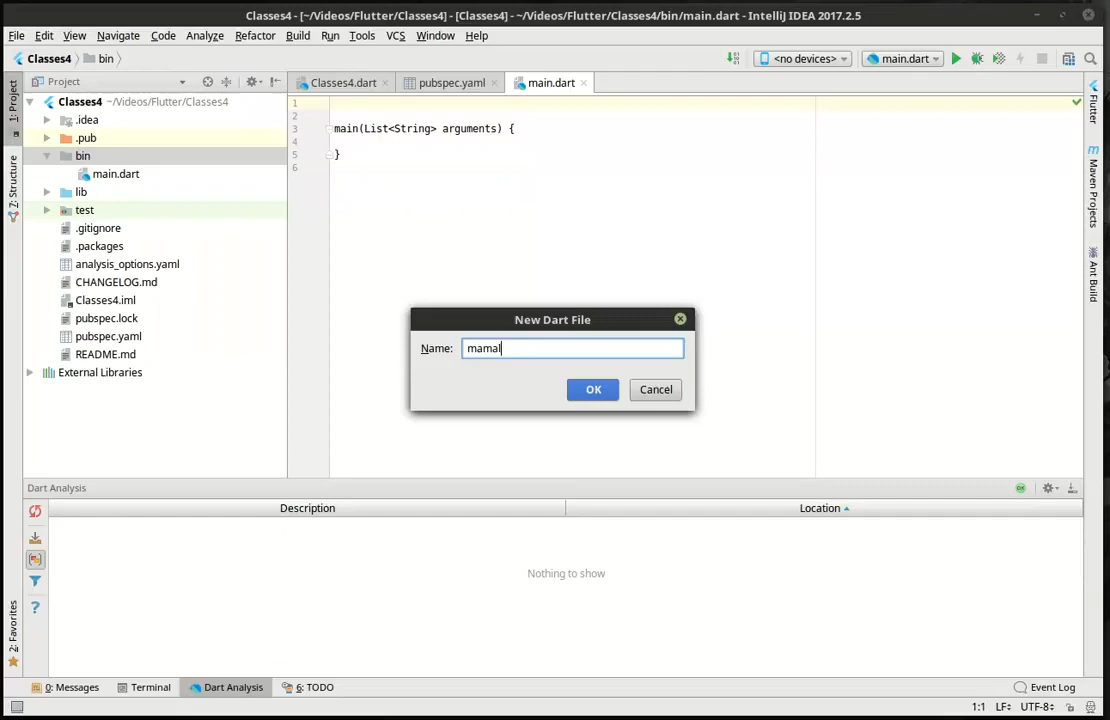 Classes4 - [~/Videos/Flutter/Classes4] - [Classes4] - ~/Videos/Flutter/Classes4/bin/main.dart - IntelliJ IDEA 2017.2.5
File Edit View Navigate Code Analyze Refactor Build Run Tools VCS Window Help
Classes4 bin <no devices> main.dart
Project Classes4.dart pubspec.yaml main.dart
1: Project
7: Structure
2: Favorites
Classes4 ~/Videos/Flutter/Classes4
.idea
.pub
bin
main.dart
lib
test
.gitignore
.packages
analysis_options.yaml
CHANGELOG.md
Classes4.iml
pubspec.lock
pubspec.yaml
README.md
External Libraries
1
2
3 main(List<String> arguments) {
4
5 }
6
New Dart File
Name: mamal
OK Cancel
Flutter
Maven Projects
Ant Build
Dart Analysis
Description Location
Nothing to show
0: Messages Terminal Dart Analysis 6: TODO Event Log
1:1 LF UTF-8